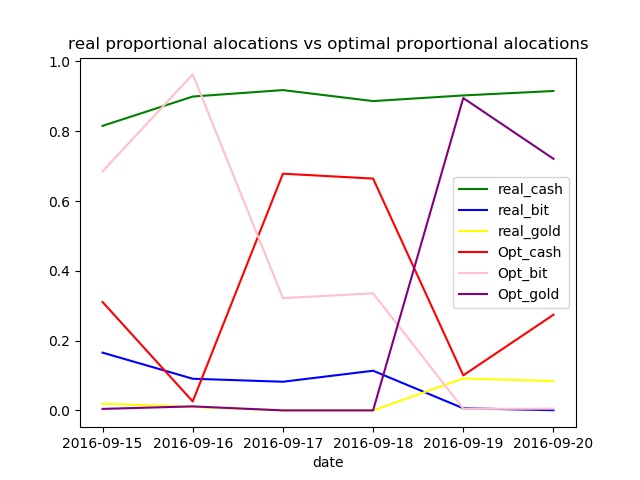 real proportional alocations vs optimal proportional alocations
1.0
0.8
0.6
0.4
0.2
0.0
real_cash
real_bit
real_gold
Opt_cash
Opt_bit
Opt_gold
2016-09-15 2016-09-16 2016-09-17 2016-09-18 2016-09-19 2016-09-20
date